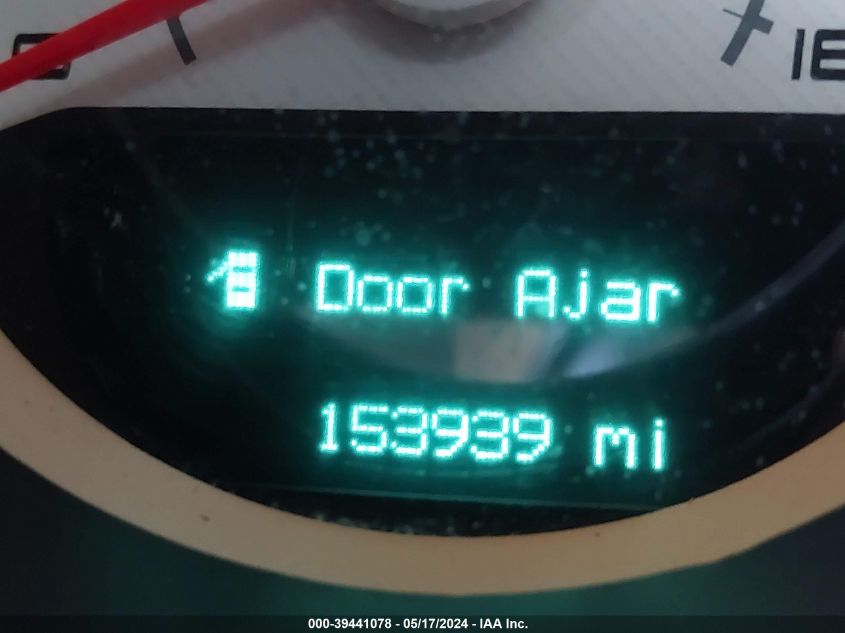 Door Ajar
153939 mi
000-39441078 - 05/17/2024 - IAA Inc.